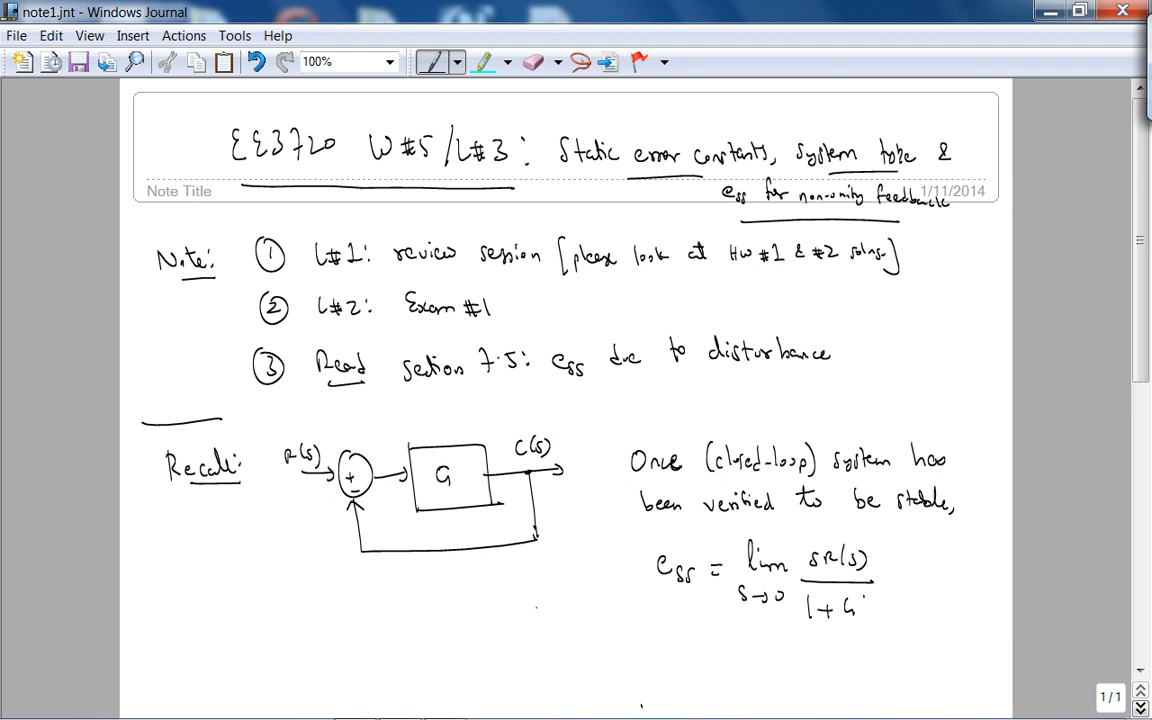 note1.jnt - Windows Journal
File Edit View Insert Actions Tools Help
100%
EE3720 W#5/L#3: Static error constants, system type &
ess for non-unity feedback
Note Title
1/11/2014
Note: ① L#1: review session [please look at HW #1 & #2 solns.]
② L#2: Exam #1
③ Read section 7.5: ess due to disturbance
Recall: R(s) + - G C(s)
Once (closed-loop) system has
been verified to be stable,
ess = lim s→0 sR(s) / 1+G
1 / 1